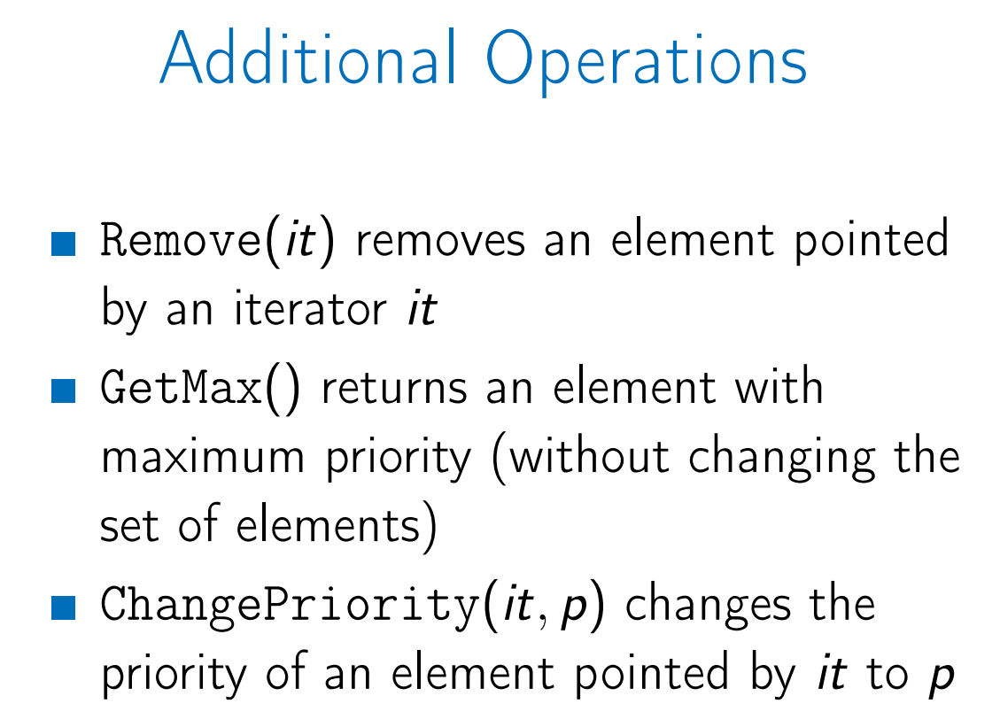 Additional Operations
Remove(it) removes an element pointed
by an iterator it
GetMax() returns an element with
maximum priority (without changing the
set of elements)
ChangePriority(it, p) changes the
priority of an element pointed by it to p